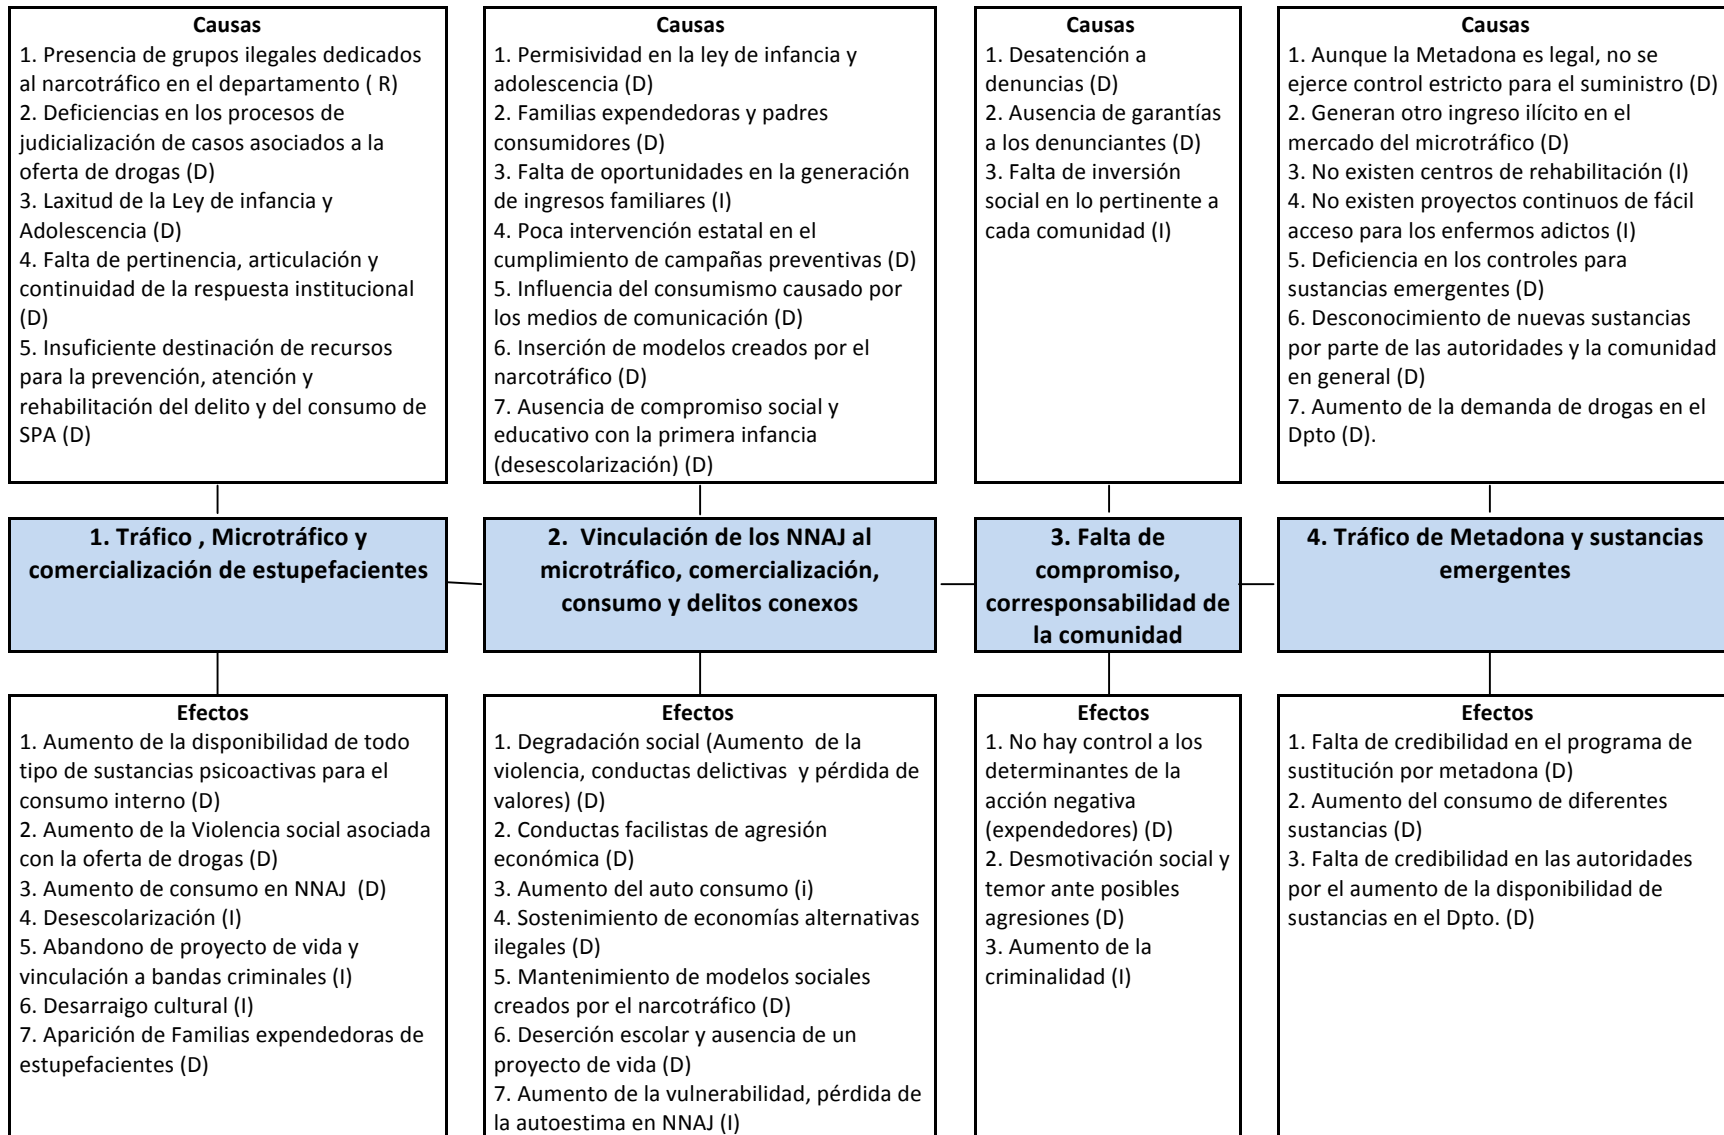 Causas
1. Presencia de grupos ilegales dedicados
al narcotráfico en el departamento ( R)
2. Deficiencias en los procesos de
judicialización de casos asociados a la
oferta de drogas (D)
3. Laxitud de la Ley de infancia y
Adolescencia (D)
4. Falta de pertinencia, articulación y
continuidad de la respuesta institucional
(D)
5. Insuficiente destinación de recursos
para la prevención, atención y
rehabilitación del delito y del consumo de
SPA (D)
Causas
1. Permisividad en la ley de infancia y
adolescencia (D)
2. Familias expendedoras y padres
consumidores (D)
3. Falta de oportunidades en la generación
de ingresos familiares (I)
4. Poca intervención estatal en el
cumplimiento de campañas preventivas (D)
5. Influencia del consumismo causado por
los medios de comunicación (D)
6. Inserción de modelos creados por el
narcotráfico (D)
7. Ausencia de compromiso social y
educativo con la primera infancia
(desescolarización) (D)
Causas
1. Desatención a
denuncias (D)
2. Ausencia de garantías
a los denunciantes (D)
3. Falta de inversión
social en lo pertinente a
cada comunidad (I)
Causas
1. Aunque la Metadona es legal, no se
ejerce control estricto para el suministro (D)
2. Generan otro ingreso ilícito en el
mercado del microtráfico (D)
3. No existen centros de rehabilitación (I)
4. No existen proyectos continuos de fácil
acceso para los enfermos adictos (I)
5. Deficiencia en los controles para
sustancias emergentes (D)
6. Desconocimiento de nuevas sustancias
por parte de las autoridades y la comunidad
en general (D)
7. Aumento de la demanda de drogas en el
Dpto (D).
1. Tráfico , Microtráfico y
comercialización de estupefacientes
2. Vinculación de los NNAJ al
microtráfico, comercialización,
consumo y delitos conexos
3. Falta de
compromiso,
corresponsabilidad de
la comunidad
4. Tráfico de Metadona y sustancias
emergentes
Efectos
1. Aumento de la disponibilidad de todo
tipo de sustancias psicoactivas para el
consumo interno (D)
2. Aumento de la Violencia social asociada
con la oferta de drogas (D)
3. Aumento de consumo en NNAJ (D)
4. Desescolarización (I)
5. Abandono de proyecto de vida y
vinculación a bandas criminales (I)
6. Desarraigo cultural (I)
7. Aparición de Familias expendedoras de
estupefacientes (D)
Efectos
1. Degradación social (Aumento de la
violencia, conductas delictivas y pérdida de
valores) (D)
2. Conductas facilistas de agresión
económica (D)
3. Aumento del auto consumo (i)
4. Sostenimiento de economías alternativas
ilegales (D)
5. Mantenimiento de modelos sociales
creados por el narcotráfico (D)
6. Deserción escolar y ausencia de un
proyecto de vida (D)
7. Aumento de la vulnerabilidad, pérdida de
la autoestima en NNAJ (I)
Efectos
1. No hay control a los
determinantes de la
acción negativa
(expendedores) (D)
2. Desmotivación social y
temor ante posibles
agresiones (D)
3. Aumento de la
criminalidad (I)
Efectos
1. Falta de credibilidad en el programa de
sustitución por metadona (D)
2. Aumento del consumo de diferentes
sustancias (D)
3. Falta de credibilidad en las autoridades
por el aumento de la disponibilidad de
sustancias en el Dpto. (D)